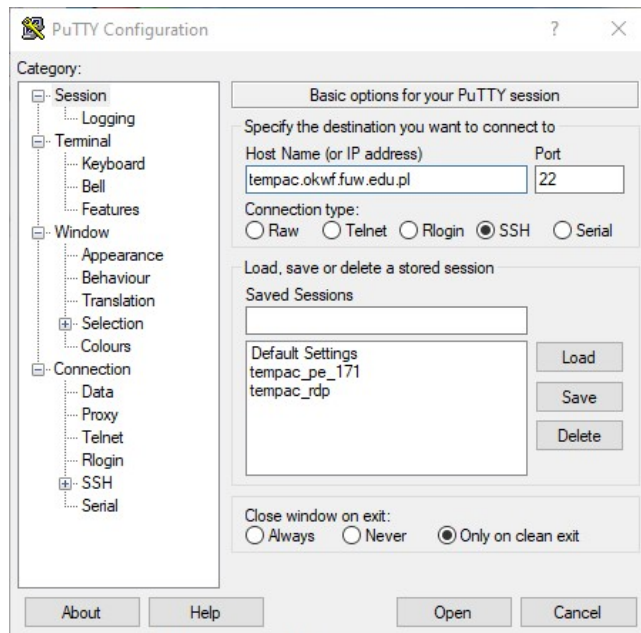 PuTTY Configuration
?
Category:
Session
Logging
Terminal
Keyboard
Bell
Features
Window
Appearance
Behaviour
Translation
Selection
Colours
Connection
Data
Proxy
Telnet
Rlogin
SSH
Serial
Basic options for your PuTTY session
Specify the destination you want to connect to
Host Name (or IP address) Port
tempac.okwf.fuw.edu.pl 22
Connection type:
Raw Telnet Rlogin SSH Serial
Load, save or delete a stored session
Saved Sessions
Default Settings
tempac_pe_171
tempac_rdp
Load
Save
Delete
Close window on exit:
Always Never Only on clean exit
About Help Open Cancel